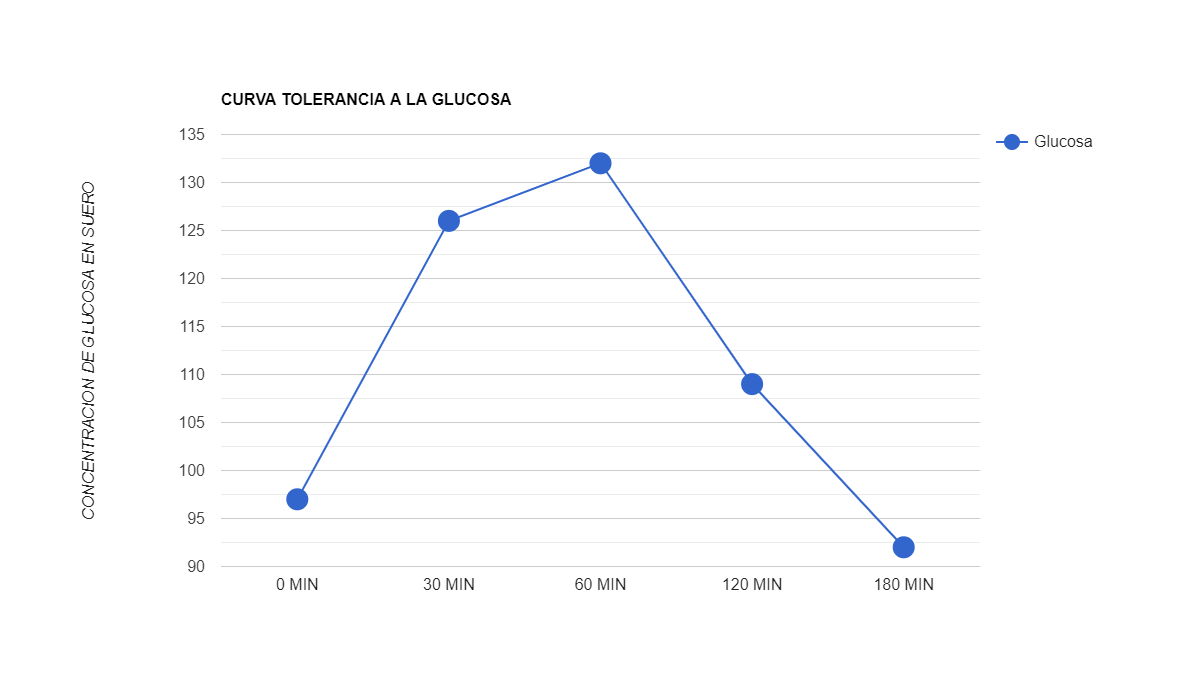 CURVA TOLERANCIA A LA GLUCOSA
Glucosa
CONCENTRACION DE GLUCOSA EN SUERO
135
130
125
120
115
110
105
100
95
90
0 MIN
30 MIN
60 MIN
120 MIN
180 MIN